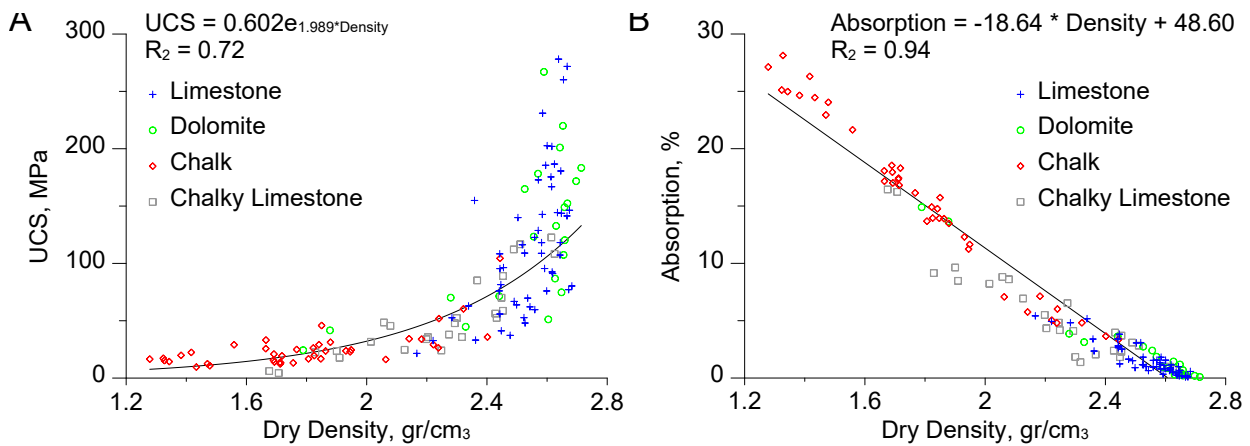 A
UCS = 0.602e1.989*Density
R2 = 0.72
Limestone
Dolomite
Chalk
Chalky Limestone
300
200
100
0
UCS, MPa
1.2 1.6 2 2.4 2.8
Dry Density, gr/cm3
B
Absorption = -18.64 * Density + 48.60
R2 = 0.94
Limestone
Dolomite
Chalk
Chalky Limestone
30
20
10
0
Absorption, %
1.2 1.6 2 2.4 2.8
Dry Density, gr/cm3